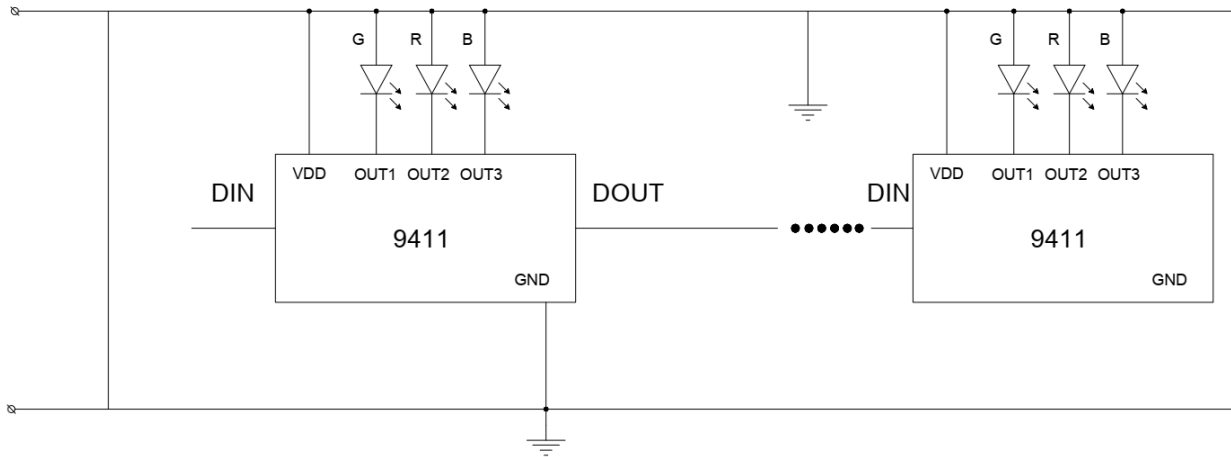 G R B G R B
VDD OUT1 OUT2 OUT3 VDD OUT1 OUT2 OUT3
DIN DOUT DIN
9411 9411
GND GND